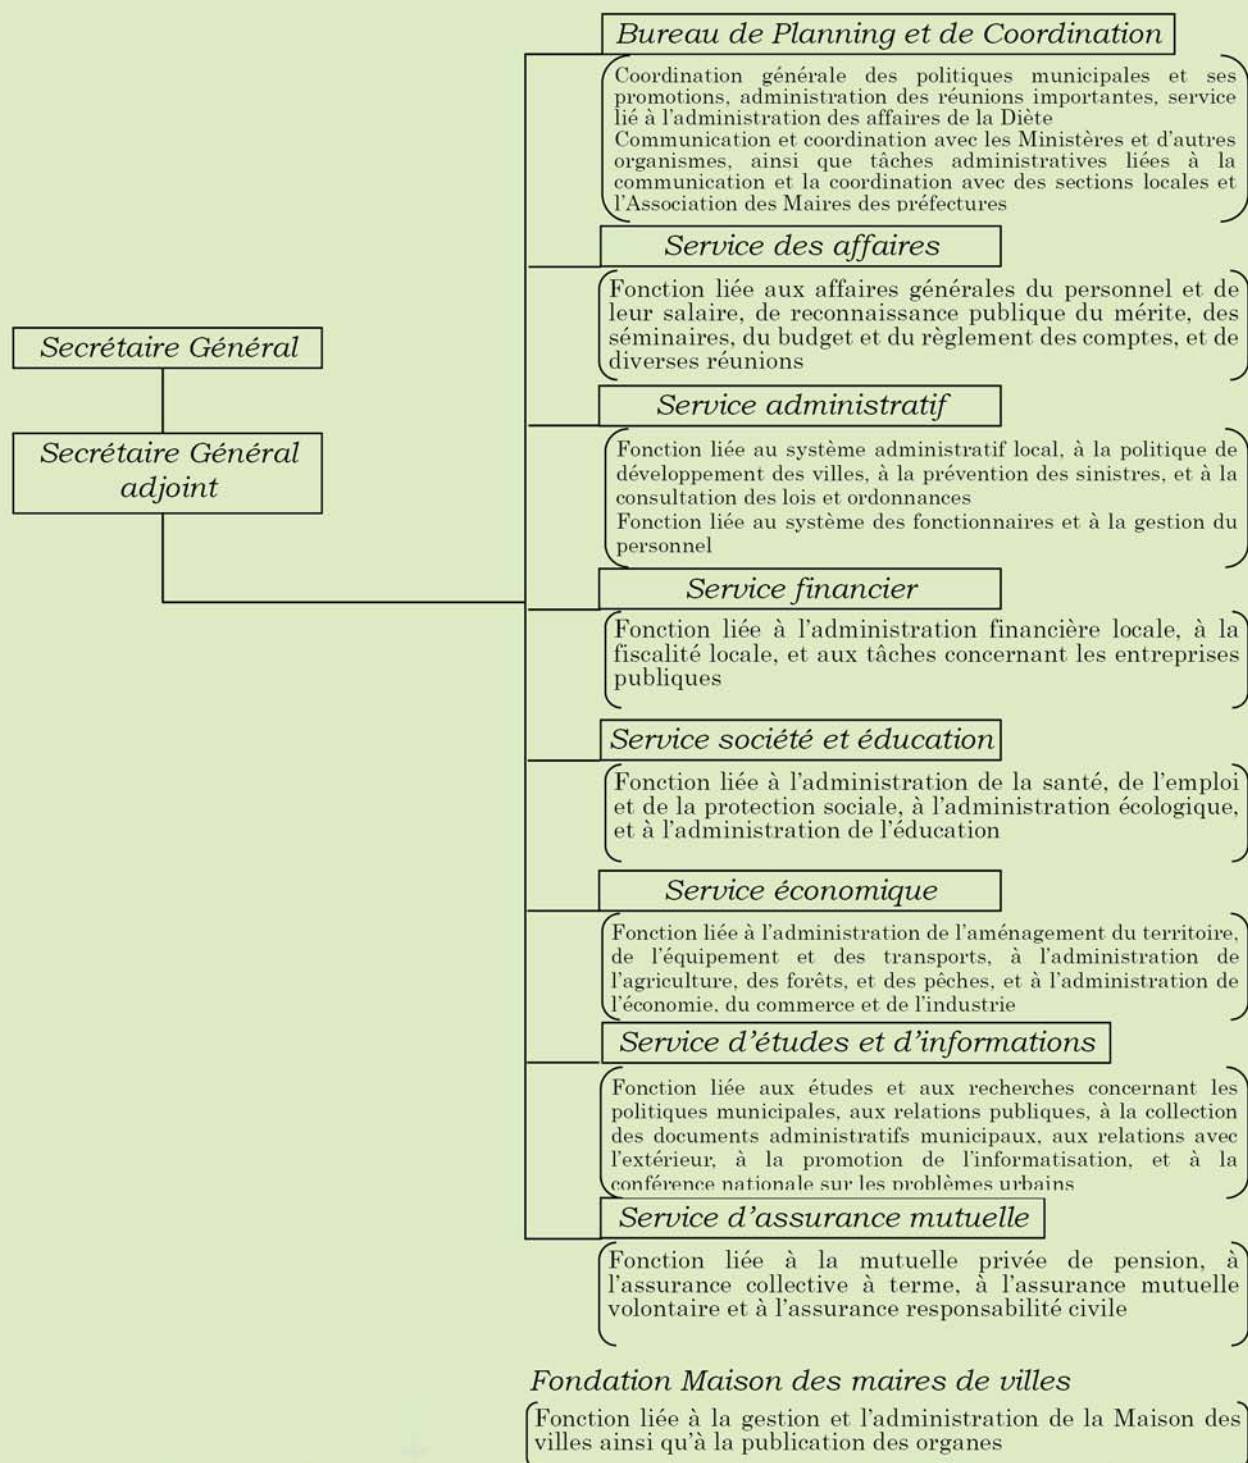 Bureau de Planning et de Coordination
Coordination générale des politiques municipales et ses
promotions, administration des réunions importantes, service
lié à l'administration des affaires de la Diète
Communication et coordination avec les Ministères et d'autres
organismes, ainsi que tâches administratives liées à la
communication et la coordination avec des sections locales et
l'Association des Maires des préfectures
Service des affaires
Fonction liée aux affaires générales du personnel et de
leur salaire, de reconnaissance publique du mérite, des
séminaires, du budget et du règlement des comptes, et de
diverses réunions
Secrétaire Général
Secrétaire Général
adjoint
Service administratif
Fonction liée au système administratif local, à la politique de
développement des villes, à la prévention des sinistres, et à la
consultation des lois et ordonnances
Fonction liée au système des fonctionnaires et à la gestion du
personnel
Service financier
Fonction liée à l'administration financière locale, à la
fiscalité locale, et aux tâches concernant les entreprises
publiques
Service société et éducation
Fonction liée à l'administration de la santé, de l'emploi
et de la protection sociale, à l'administration écologique,
et à l'administration de l'éducation
Service économique
Fonction liée à l'administration de l'aménagement du territoire,
de l'équipement et des transports, à l'administration de
l'agriculture, des forêts, et des pêches, et à l'administration de
l'économie, du commerce et de l'industrie
Service d'études et d'informations
Fonction liée aux études et aux recherches concernant les
politiques municipales, aux relations publiques, à la collection
des documents administratifs municipaux, aux relations avec
l'extérieur, à la promotion de l'informatisation, et à la
conférence nationale sur les problèmes urbains
Service d'assurance mutuelle
Fonction liée à la mutuelle privée de pension, à
l'assurance collective à terme, à l'assurance mutuelle
volontaire et à l'assurance responsabilité civile
Fondation Maison des maires de villes
Fonction liée à la gestion et l'administration de la Maison des
villes ainsi qu'à la publication des organes